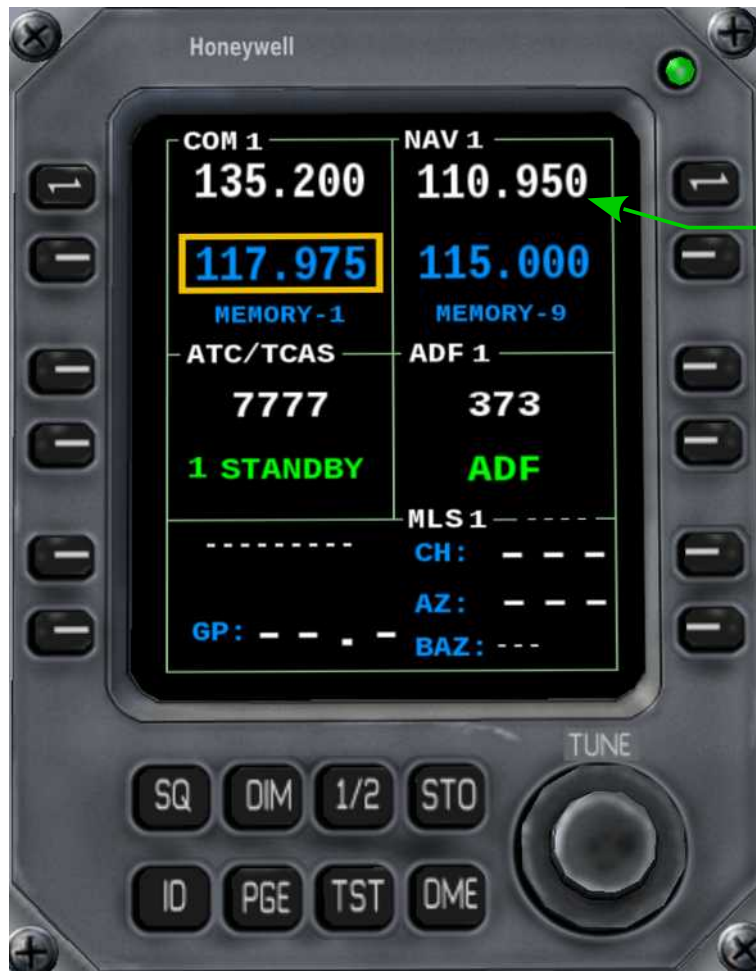 Honeywell
COM 1 NAV 1
135.200 110.950
117.975 115.000
MEMORY-1 MEMORY-9
ATC/TCAS ADF 1
7777 373
1 STANDBY ADF
MLS 1
--------- CH: – – –
AZ: – – –
GP: – – . –
BAZ: ---
TUNE
SQ DIM 1/2 STO
ID PGE TST DME